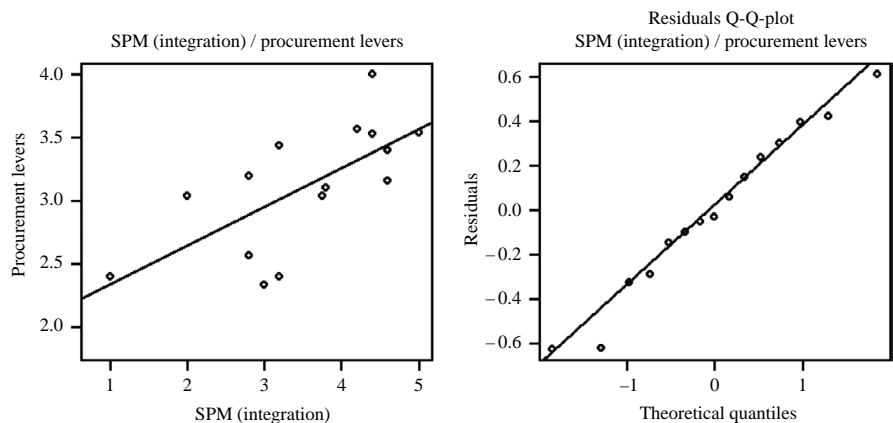 SPM (integration) / procurement levers
Procurement levers
4.0
3.5
3.0
2.5
2.0
1 2 3 4 5
SPM (integration)
Residuals Q-Q-plot
SPM (integration) / procurement levers
Residuals
0.6
0.4
0.2
0.0
–0.2
–0.4
–0.6
–1 0 1
Theoretical quantiles